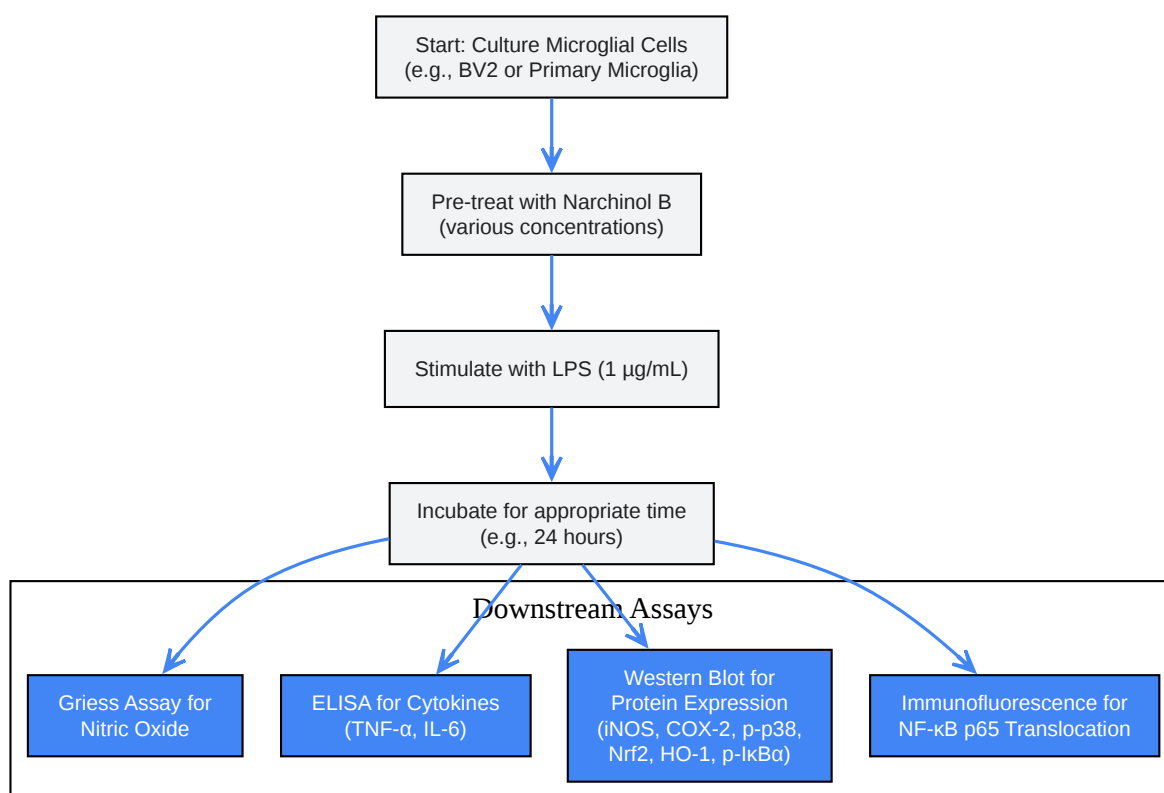 Start: Culture Microglial Cells
(e.g., BV2 or Primary Microglia)
Pre-treat with Narchinol B
(various concentrations)
Stimulate with LPS (1 µg/mL)
Incubate for appropriate time
(e.g., 24 hours)
Downstream Assays
Griess Assay for
Nitric Oxide
ELISA for Cytokines
(TNF-α, IL-6)
Western Blot for
Protein Expression
(iNOS, COX-2, p-p38,
Nrf2, HO-1, p-IκBα)
Immunofluorescence for
NF-κB p65 Translocation